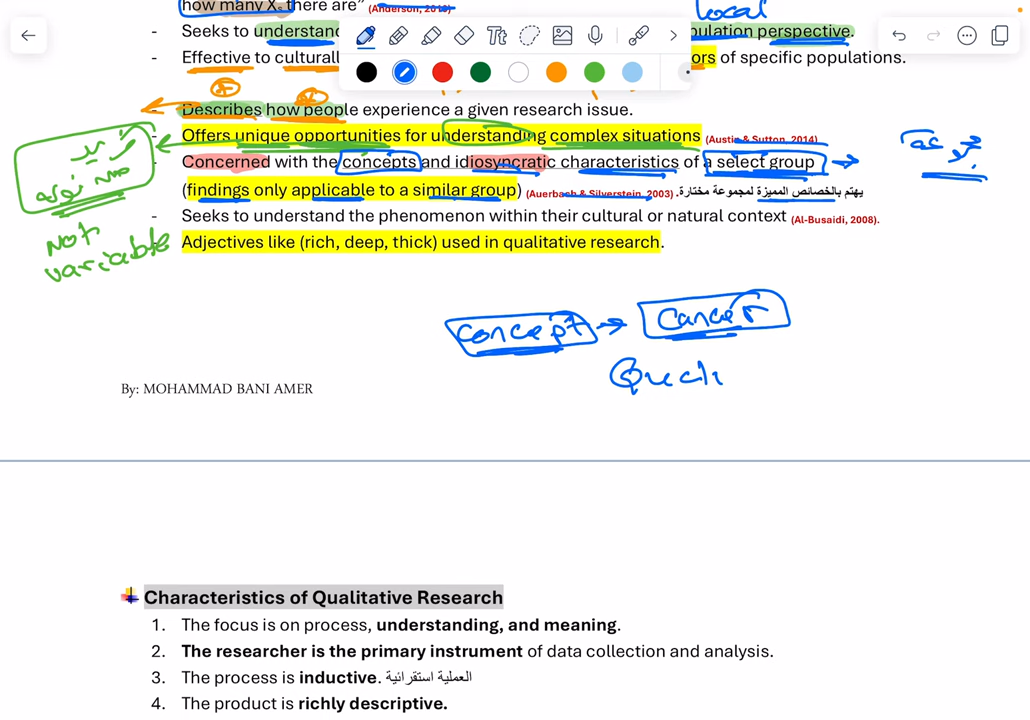 how many Xs there are" (Anderson, 2010)
local
- Seeks to understand
pulation perspective.
- Effective to culturall
ors of specific populations.
- Describes how people experience a given research issue.
- Offers unique opportunities for understanding complex situations (Austin & Sutton, 2014)
- Concerned with the concepts and idiosyncratic characteristics of a select group
مجموعة
(findings only applicable to a similar group) (Auerbach & Silverstein, 2003) يهتم بالخصائص المميزة لمجموعة مختارة.
- Seeks to understand the phenomenon within their cultural or natural context (Al-Busaidi, 2008).
- Adjectives like (rich, deep, thick) used in qualitative research.
Not
variable
concept → Cancer
Quali
By: MOHAMMAD BANI AMER
Characteristics of Qualitative Research
1. The focus is on process, understanding, and meaning.
2. The researcher is the primary instrument of data collection and analysis.
3. The process is inductive. العملية استقرائية
4. The product is richly descriptive.